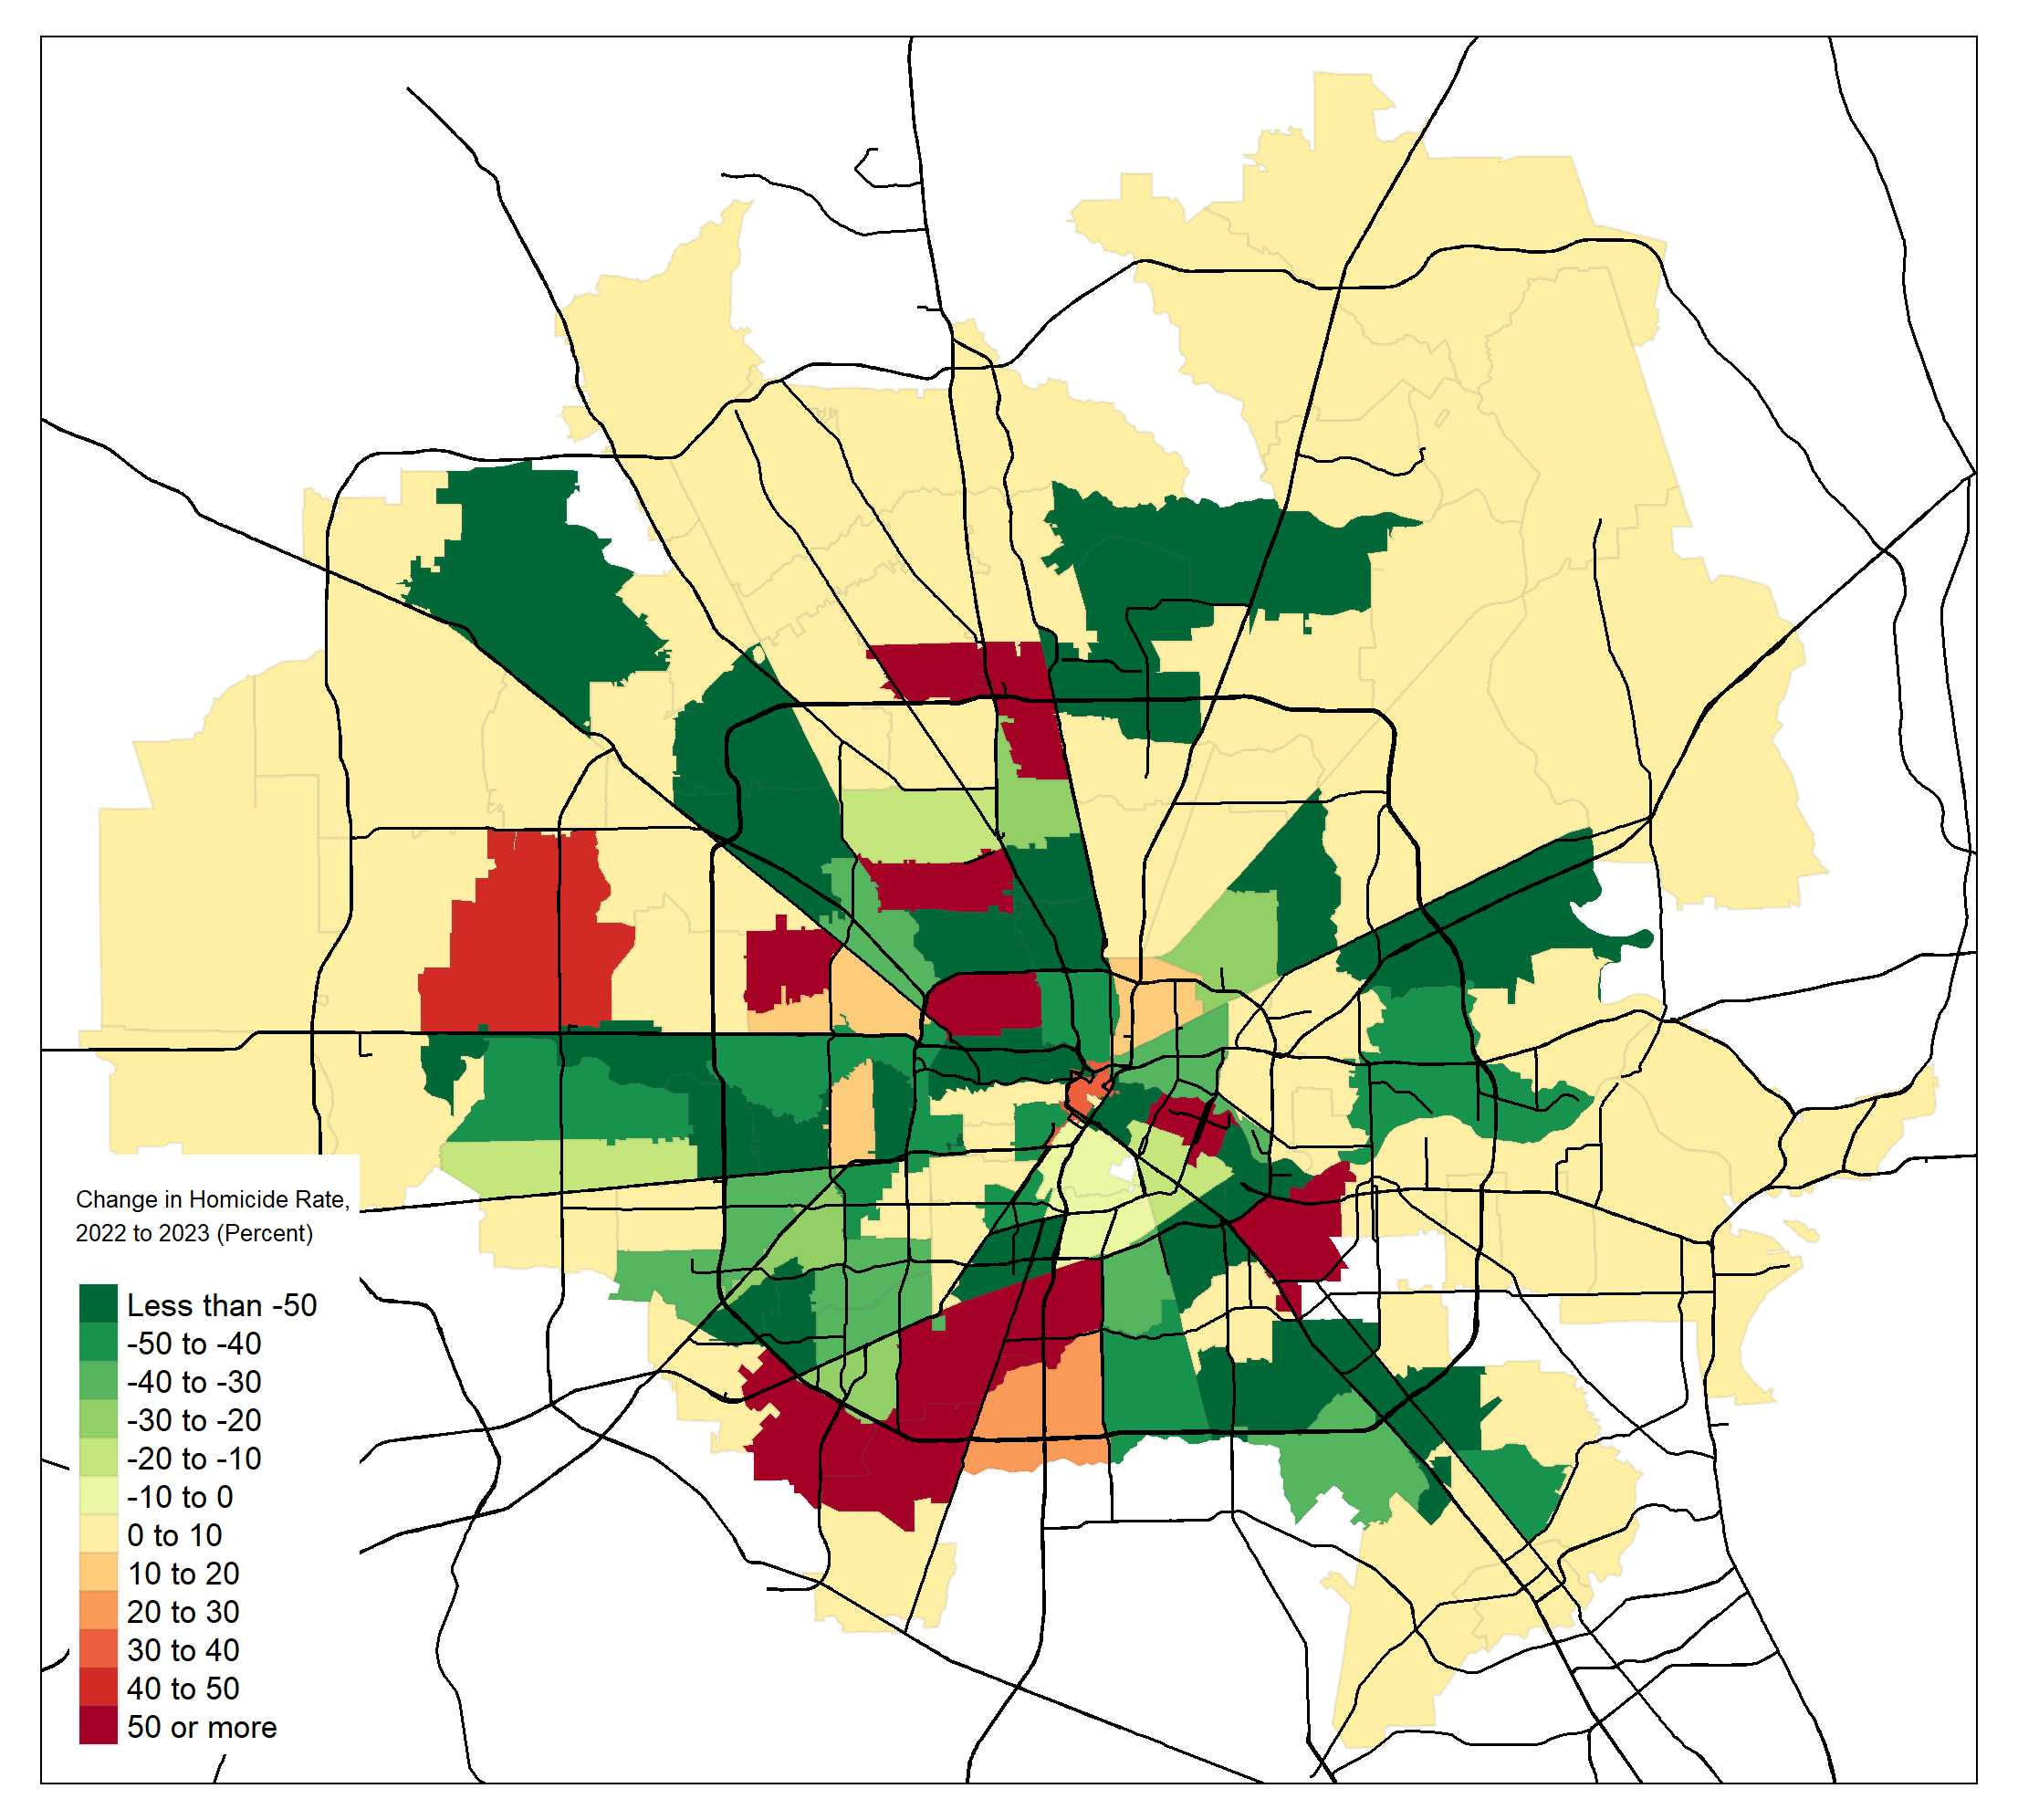 Change in Homicide Rate,
2022 to 2023 (Percent)
Less than -50
-50 to -40
-40 to -30
-30 to -20
-20 to -10
-10 to 0
0 to 10
10 to 20
20 to 30
30 to 40
40 to 50
50 or more